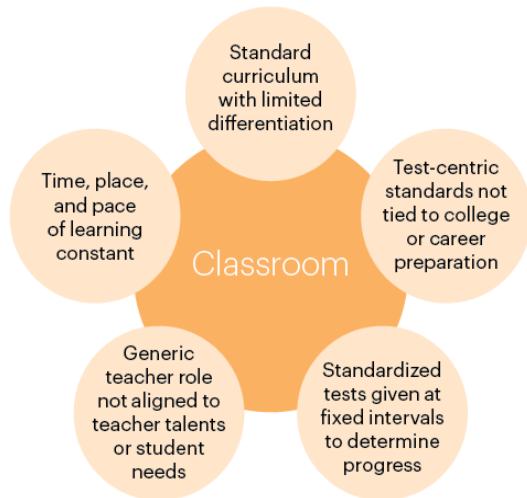 Standard
curriculum
with limited
differentiation
Test-centric
standards not
tied to college
or career
preparation
Standardized
tests given at
fixed intervals
to determine
progress
Generic
teacher role
not aligned to
teacher talents
or student
needs
Time, place,
and pace
of learning
constant
Classroom